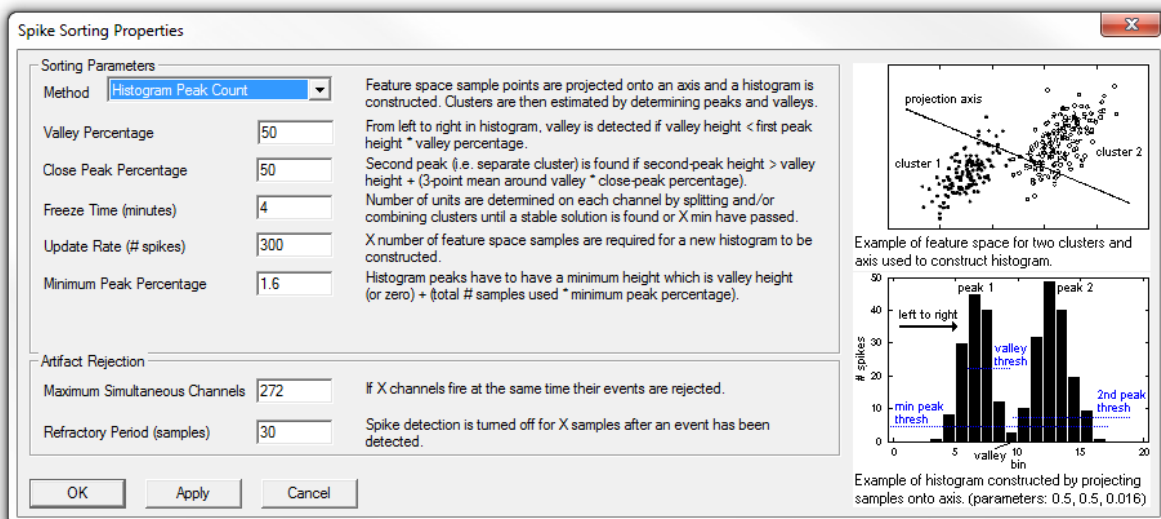 Spike Sorting Properties
X
Sorting Parameters
Method
Histogram Peak Count
Feature space sample points are projected onto an axis and a histogram is
constructed. Clusters are then estimated by determining peaks and valleys.
Valley Percentage
50
From left to right in histogram, valley is detected if valley height < first peak
height * valley percentage.
Close Peak Percentage
50
Second peak (i.e. separate cluster) is found if second-peak height > valley
height + (3-point mean around valley * close-peak percentage).
Freeze Time (minutes)
4
Number of units are determined on each channel by splitting and/or
combining clusters until a stable solution is found or X min have passed.
Update Rate (# spikes)
300
X number of feature space samples are required for a new histogram to be
constructed.
Minimum Peak Percentage
1.6
Histogram peaks have to have a minimum height which is valley height
(or zero) + (total # samples used * minimum peak percentage).
Artifact Rejection
Maximum Simultaneous Channels
272
If X channels fire at the same time their events are rejected.
Refractory Period (samples)
30
Spike detection is turned off for X samples after an event has been
detected.
OK
Apply
Cancel
projection axis
cluster 1
cluster 2
Example of feature space for two clusters and
axis used to construct histogram.
50
40
30
20
10
0
# spikes
peak 1
peak 2
left to right
valley
thresh
min peak
thresh
2nd peak
thresh
0
5
10
15
20
valley
bin
Example of histogram constructed by projecting
samples onto axis. (parameters: 0.5, 0.5, 0.016)